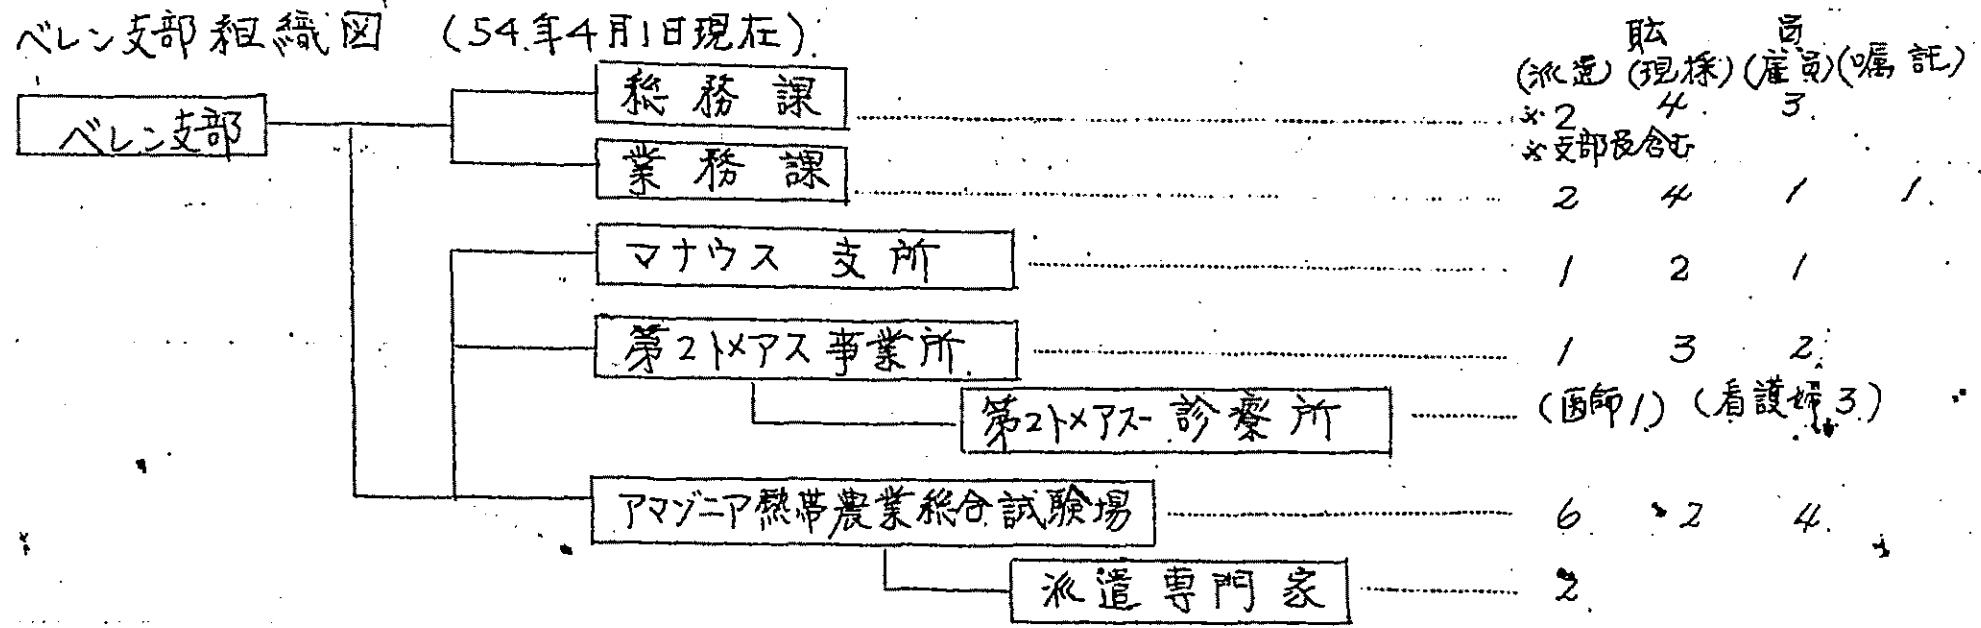 ベレン支部組織図 (54年4月1日現在)
職 員
(派遣) (現採) (雇員) (嘱託)
ベレン支部
総務課 ※2 4 3
※支部長含む
業務課 2 4 1 1
マナウス 支所 1 2 1
第2トメアス事業所 1 3 2
第2トメアスー診療所 (医師1) (看護婦3)
アマゾニア熱帯農業総合試験場 6 2 4
派遣専門家 2